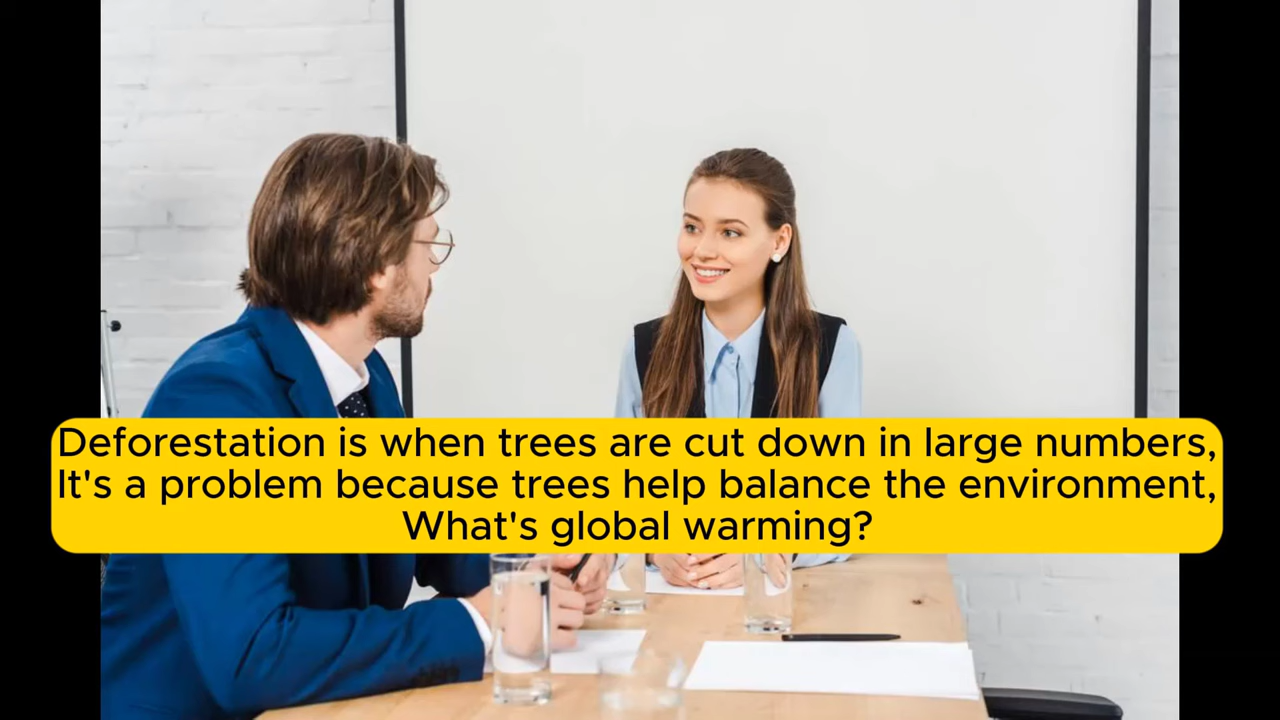 Deforestation is when trees are cut down in large numbers,
It's a problem because trees help balance the environment,
What's global warming?